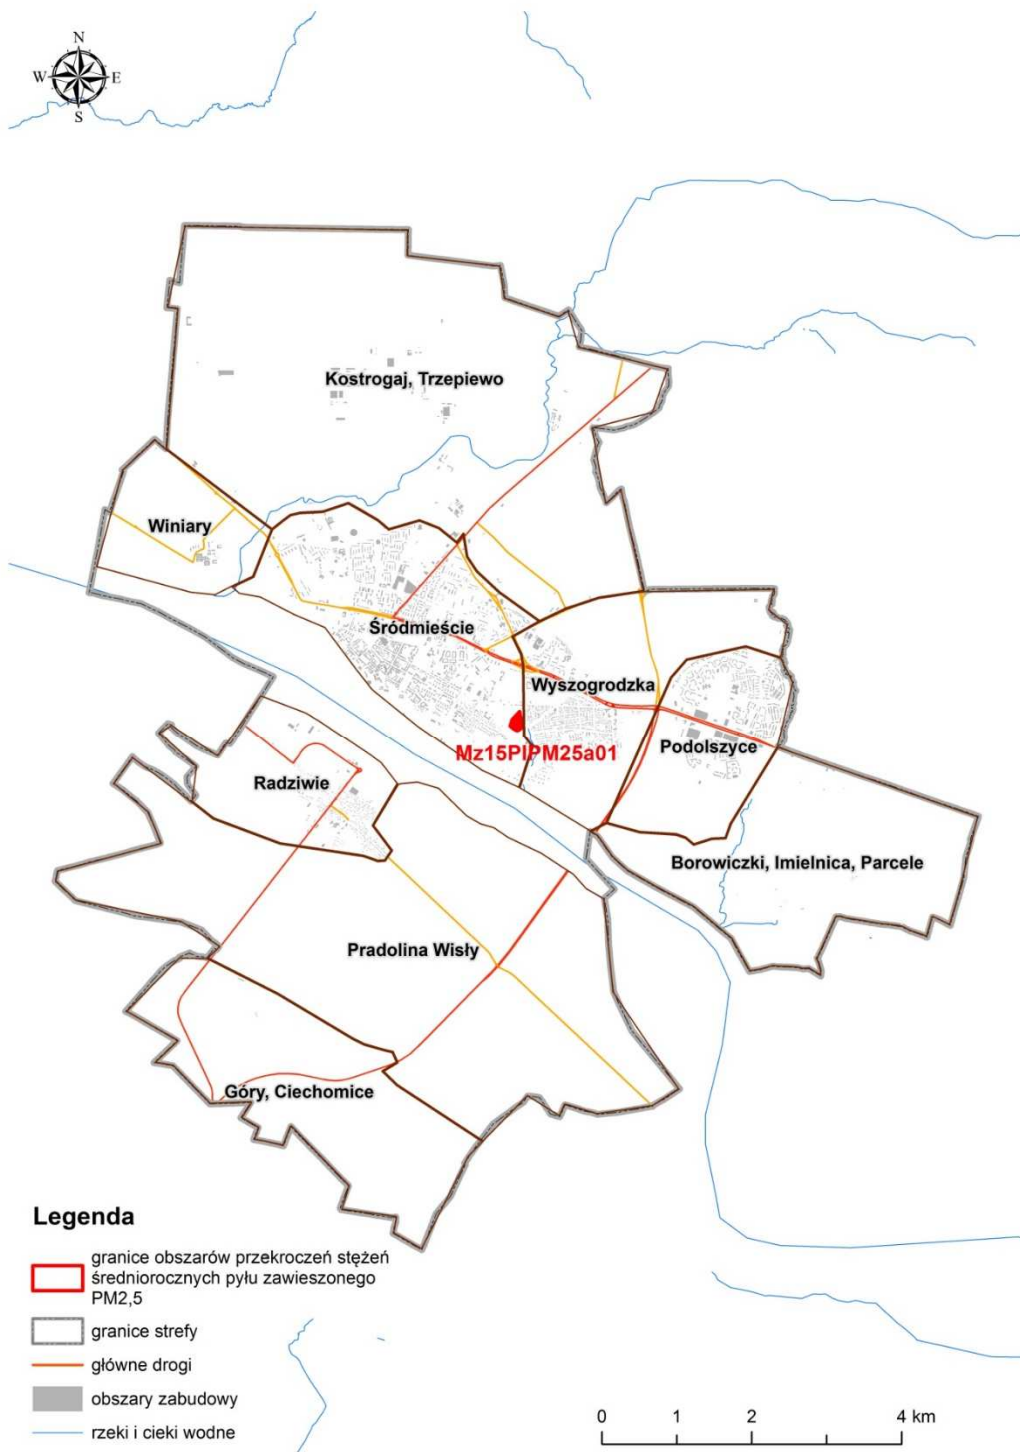 N
W E
S
Kostrogaj, Trzepiewo
Winiary
Śródmieście
Wyszogrodzka
Mz15PlPM25a01
Podolszyce
Radziwie
Borowiczki, Imielnica, Parcele
Pradolina Wisły
Góry, Ciechomice
Legenda
granice obszarów przekroczeń stężeń
średniorocznych pyłu zawieszonego
PM2,5
granice strefy
główne drogi
obszary zabudowy
rzeki i cieki wodne
0 1 2 4 km